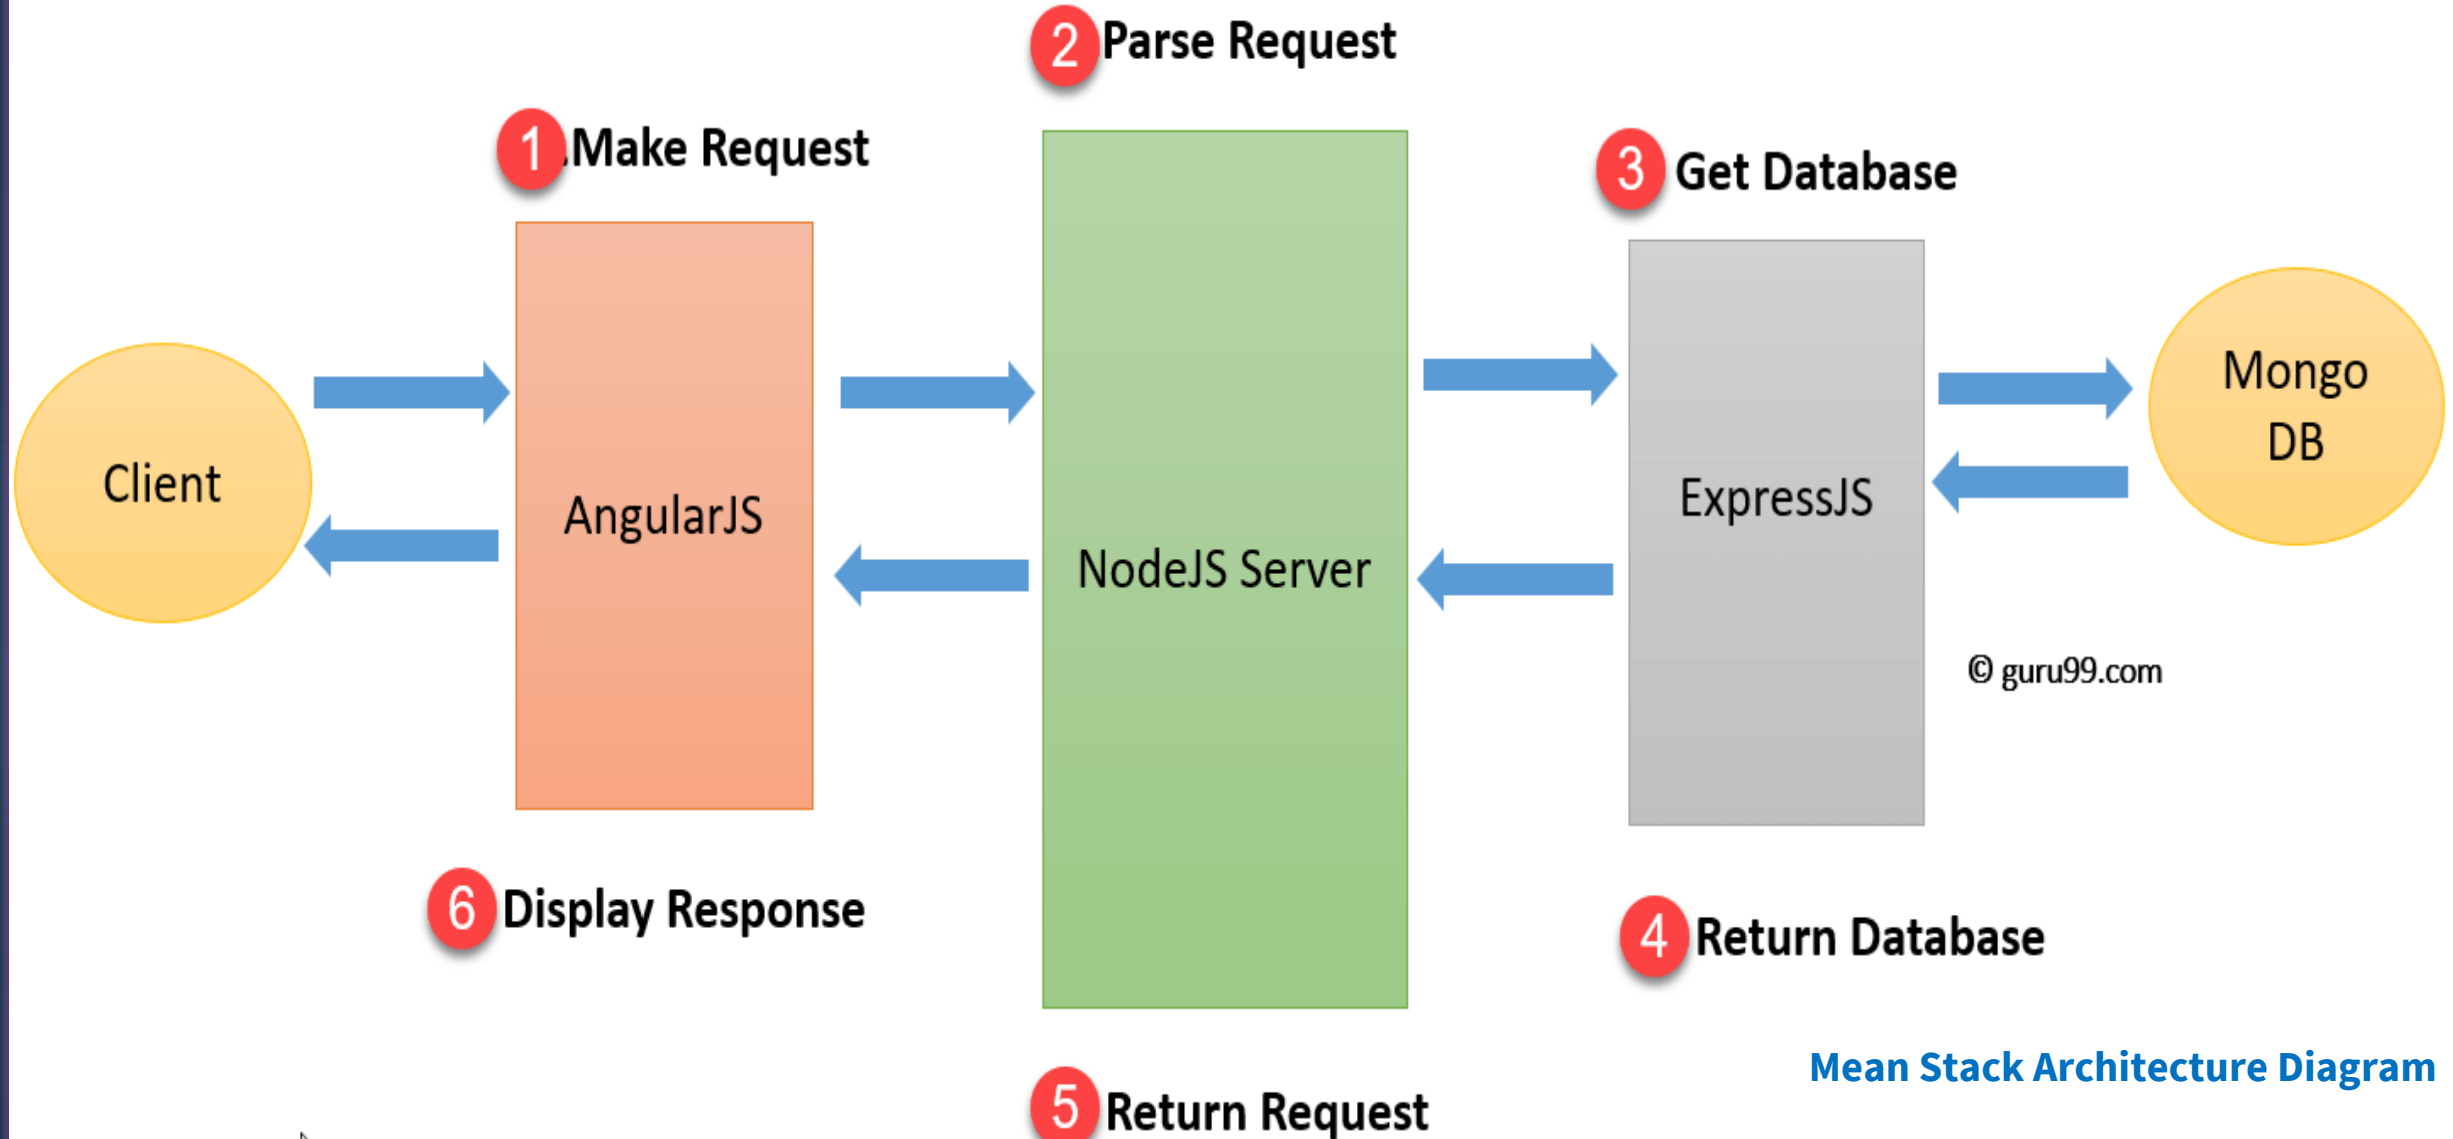 2 Parse Request
1 .Make Request
3 Get Database
Client
AngularJS
NodeJS Server
ExpressJS
Mongo
DB
© guru99.com
6 Display Response
4 Return Database
5 Return Request
Mean Stack Architecture Diagram